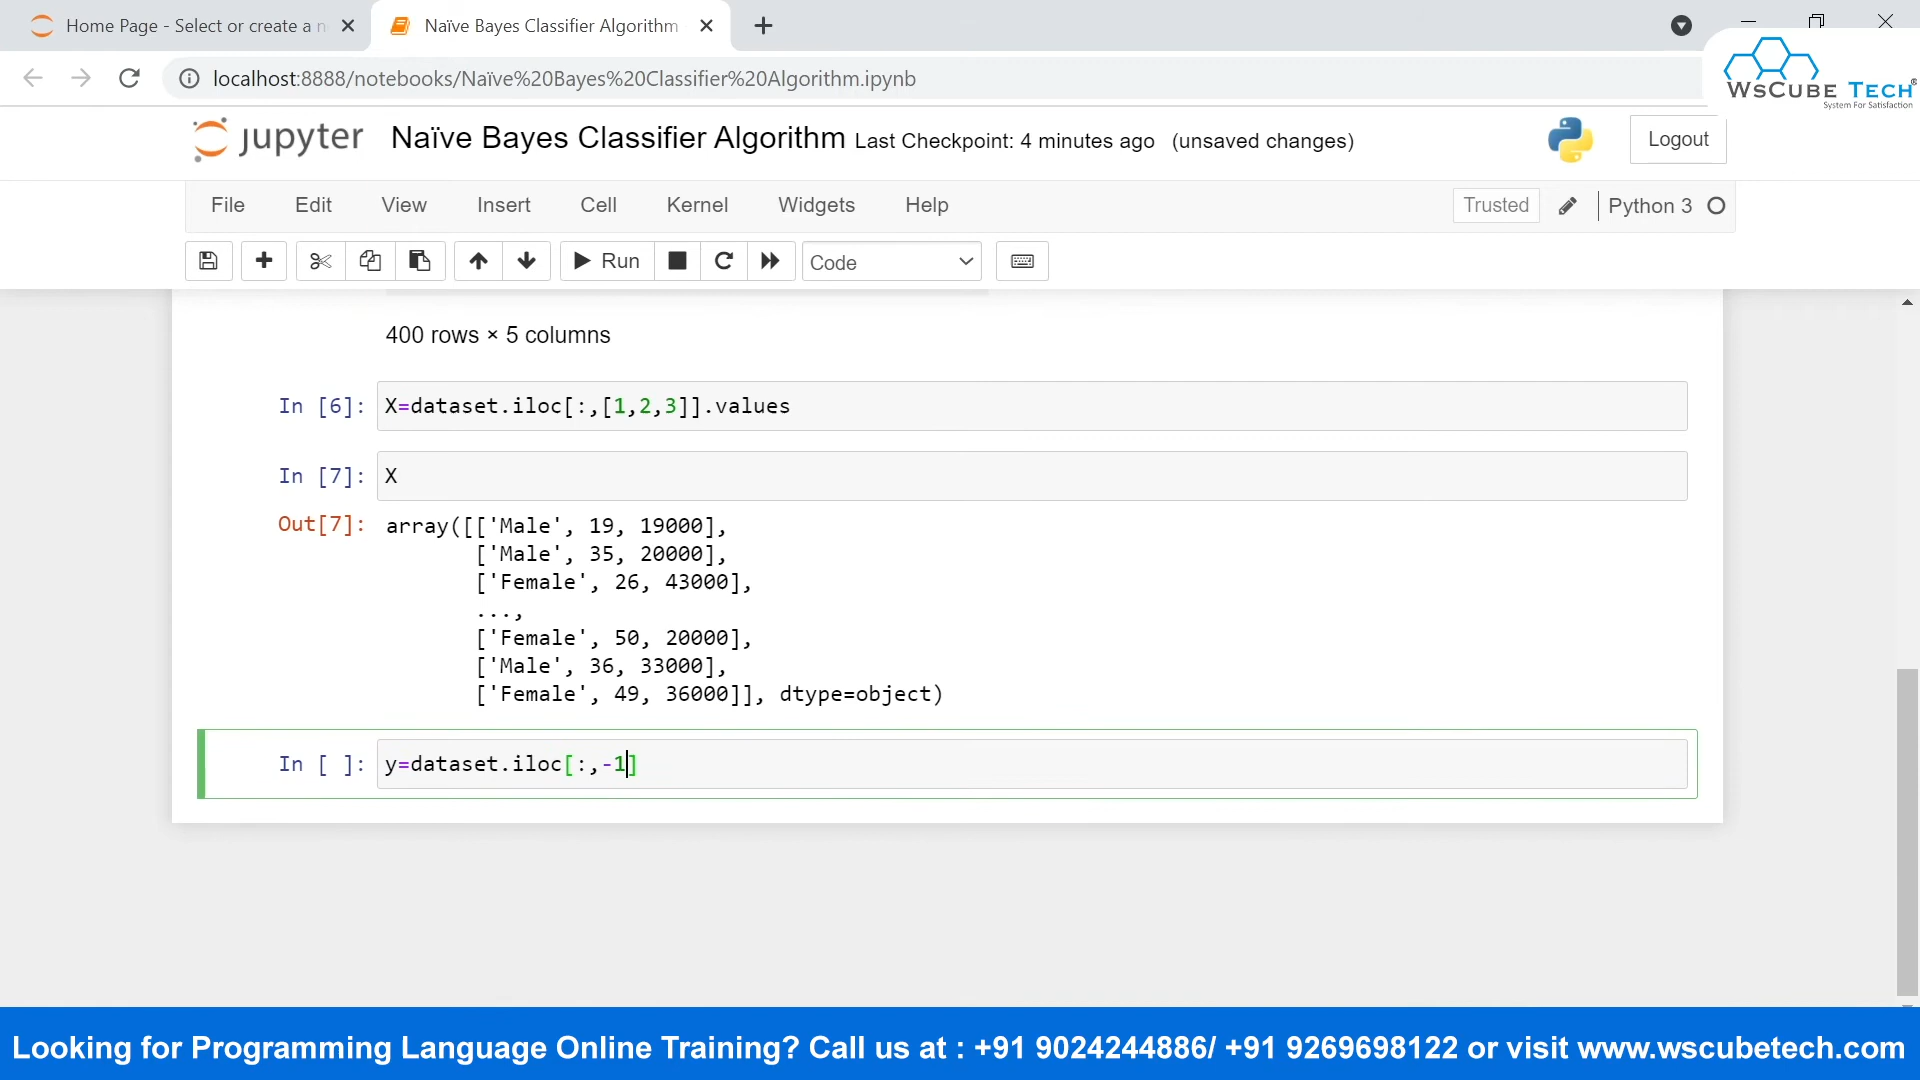 Home Page - Select or create a n
Naïve Bayes Classifier Algorithm
localhost:8888/notebooks/Naïve%20Bayes%20Classifier%20Algorithm.ipynb
WsCube Tech®
System For Satisfaction
jupyter
Naïve Bayes Classifier Algorithm Last Checkpoint: 4 minutes ago (unsaved changes)
Logout
File Edit View Insert Cell Kernel Widgets Help
Trusted
Python 3
Run
Code
400 rows × 5 columns
In [6]: X=dataset.iloc[:,[1,2,3]].values
In [7]: X
Out[7]: array([['Male', 19, 19000],
['Male', 35, 20000],
['Female', 26, 43000],
...,
['Female', 50, 20000],
['Male', 36, 33000],
['Female', 49, 36000]], dtype=object)
In [ ]: y=dataset.iloc[:,-1]
Looking for Programming Language Online Training? Call us at : +91 9024244886/ +91 9269698122 or visit www.wscubetech.com